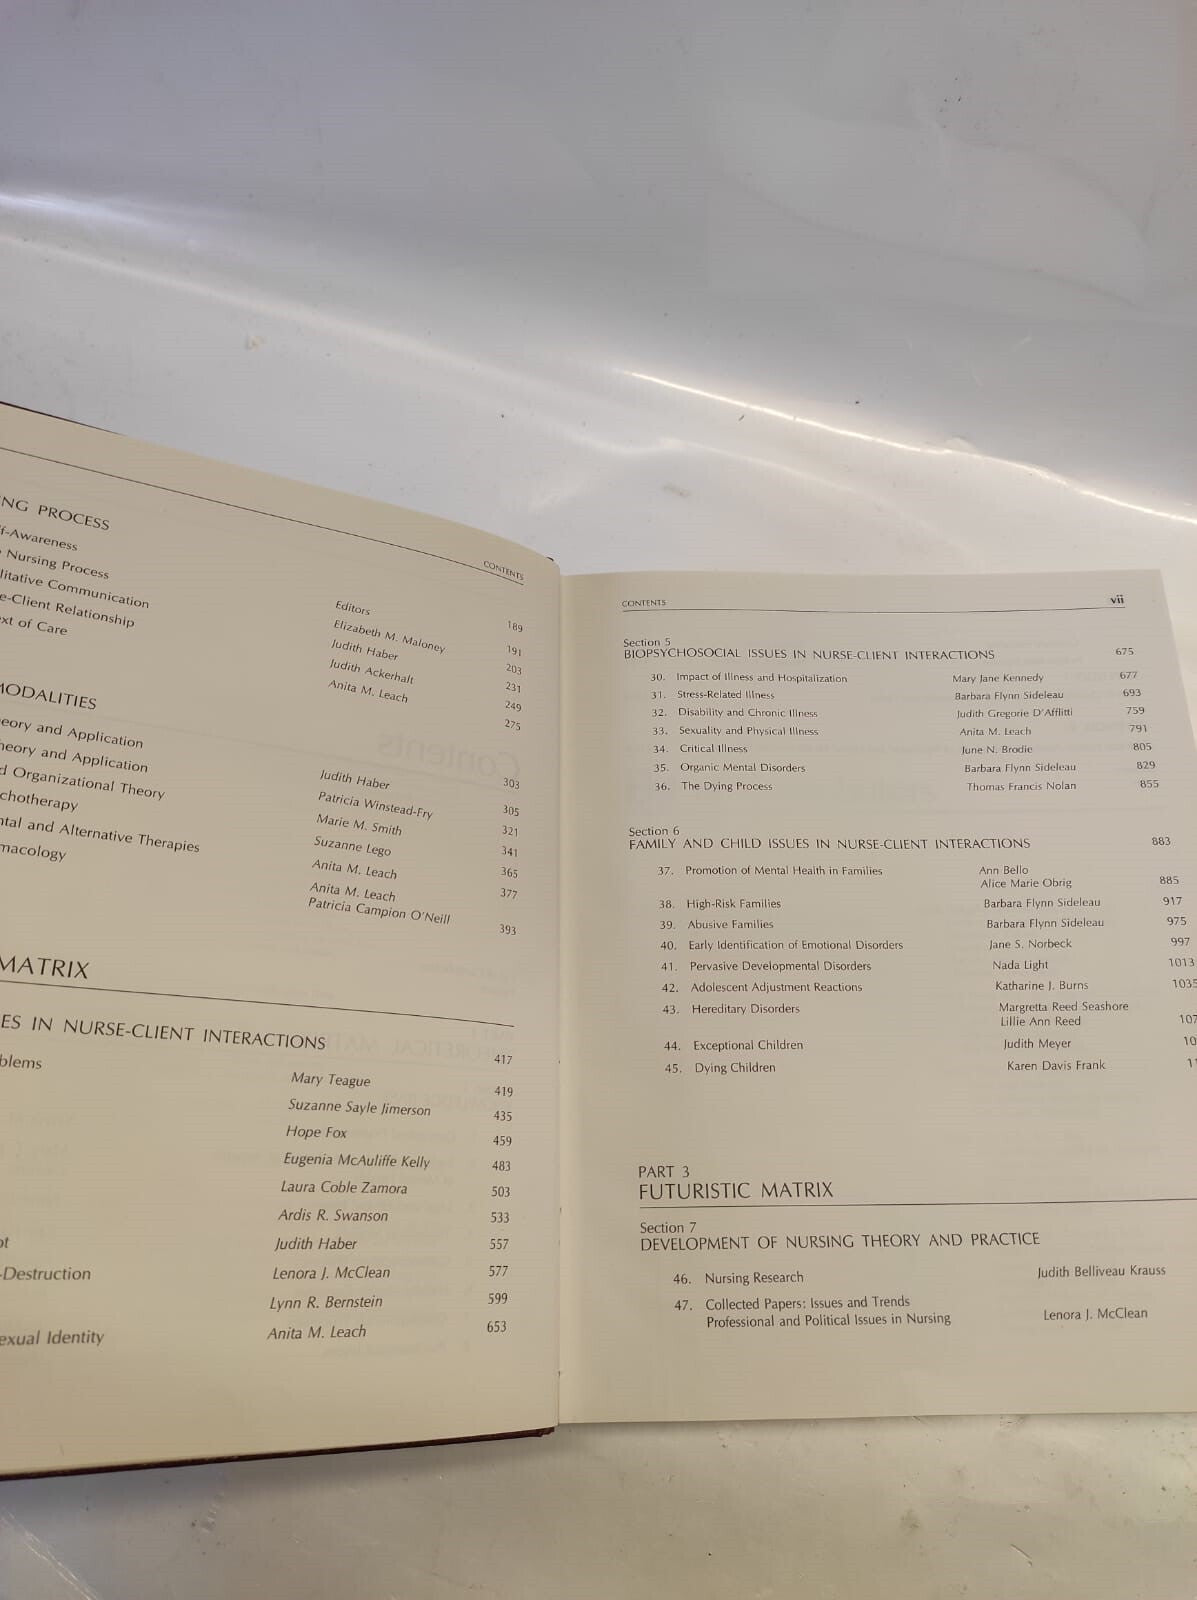 CONTENTS
NG PROCESS
f-Awareness
Nursing Process
litative Communication
e-Client Relationship
ext of Care
Editors
189
Elizabeth M. Maloney 191
Judith Haber 203
Judith Ackerhalt 231
Anita M. Leach 249
275
MODALITIES
eory and Application
heory and Application
d Organizational Theory
chotherapy
ntal and Alternative Therapies
macology
303
Judith Haber 305
Patricia Winstead-Fry 321
Marie M. Smith 341
Suzanne Lego 365
Anita M. Leach 377
Anita M. Leach
Patricia Campion O'Neill 393
MATRIX
ES IN NURSE-CLIENT INTERACTIONS 417
blems Mary Teague 419
Suzanne Sayle Jimerson 435
Hope Fox 459
Eugenia McAuliffe Kelly 483
Laura Coble Zamora 503
Ardis R. Swanson 533
pt Judith Haber 557
-Destruction Lenora J. McClean 577
Lynn R. Bernstein 599
exual Identity Anita M. Leach 653
CONTENTS vii
Section 5
BIOPSYCHOSOCIAL ISSUES IN NURSE-CLIENT INTERACTIONS 675
30. Impact of Illness and Hospitalization Mary Jane Kennedy 677
31. Stress-Related Illness Barbara Flynn Sideleau 693
32. Disability and Chronic Illness Judith Gregorie D'Afflitti 759
33. Sexuality and Physical Illness Anita M. Leach 791
34. Critical Illness June N. Brodie 805
35. Organic Mental Disorders Barbara Flynn Sideleau 829
36. The Dying Process Thomas Francis Nolan 855
Section 6
FAMILY AND CHILD ISSUES IN NURSE-CLIENT INTERACTIONS 883
37. Promotion of Mental Health in Families Ann Bello
Alice Marie Obrig 885
38. High-Risk Families Barbara Flynn Sideleau 917
39. Abusive Families Barbara Flynn Sideleau 975
40. Early Identification of Emotional Disorders Jane S. Norbeck 997
41. Pervasive Developmental Disorders Nada Light 1013
42. Adolescent Adjustment Reactions Katharine J. Burns 1035
43. Hereditary Disorders Margretta Reed Seashore
Lillie Ann Reed 107
44. Exceptional Children Judith Meyer 10
45. Dying Children Karen Davis Frank 11
PART 3
FUTURISTIC MATRIX
Section 7
DEVELOPMENT OF NURSING THEORY AND PRACTICE
46. Nursing Research Judith Belliveau Krauss
47. Collected Papers: Issues and Trends
Professional and Political Issues in Nursing Lenora J. McClean